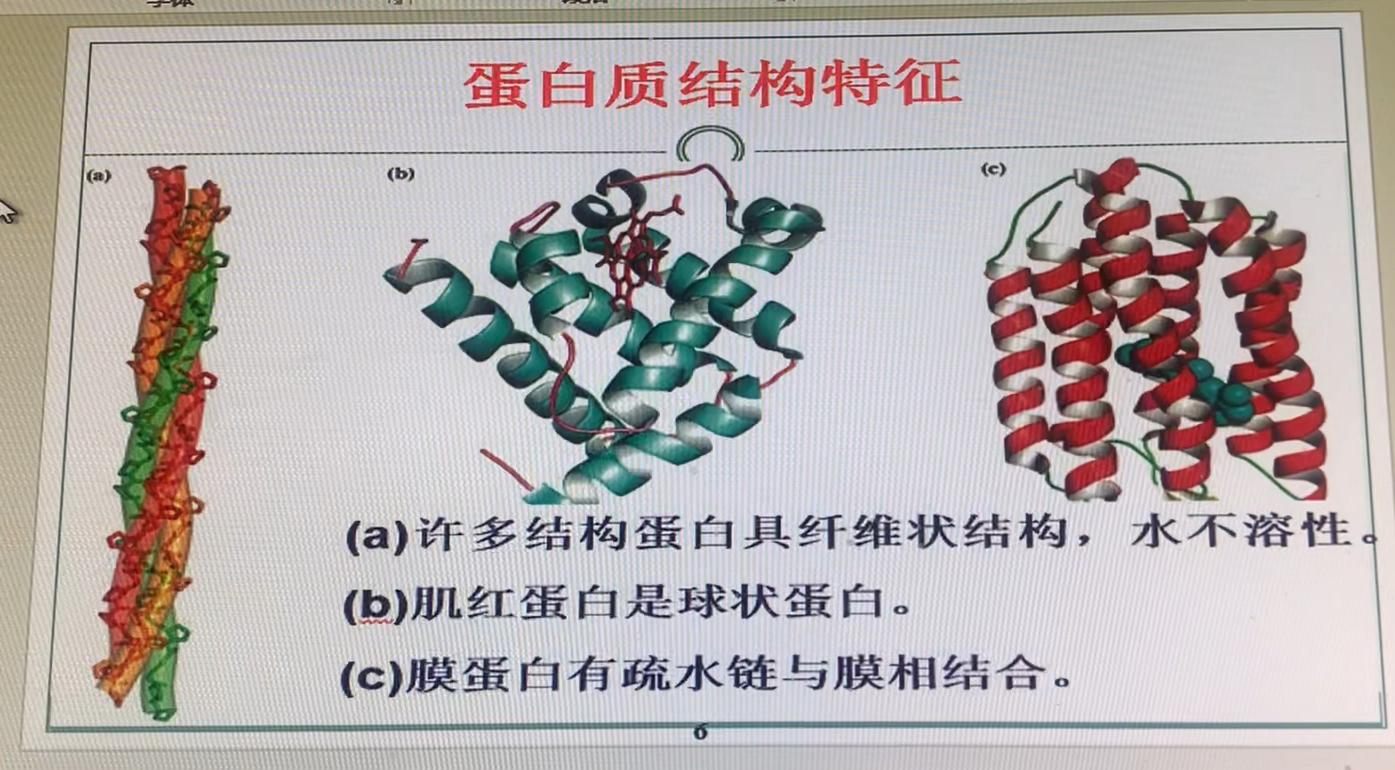 蛋白质结构特征
(a)
(b)
(c)
(a)许多结构蛋白具纤维状结构，水不溶性。
(b)肌红蛋白是球状蛋白。
(c)膜蛋白有疏水链与膜相结合。
6